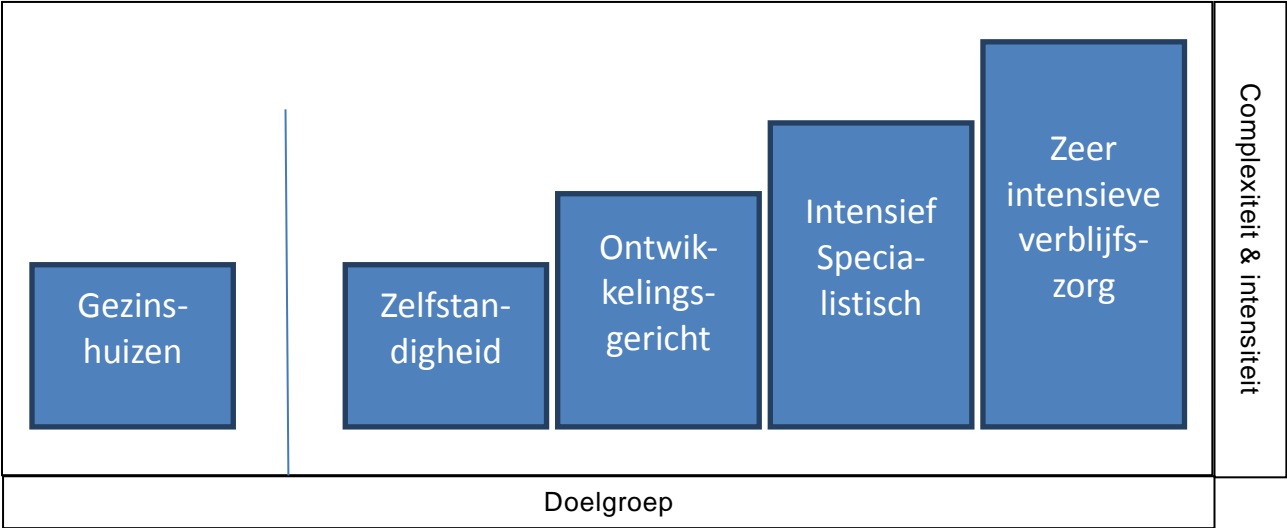 Gezins-
huizen
Zelfstan-
digheid
Ontwik-
kelings-
gericht
Intensief
Specia-
listisch
Zeer
intensieve
verblijfs-
zorg
Complexiteit & intensiteit
Doelgroep